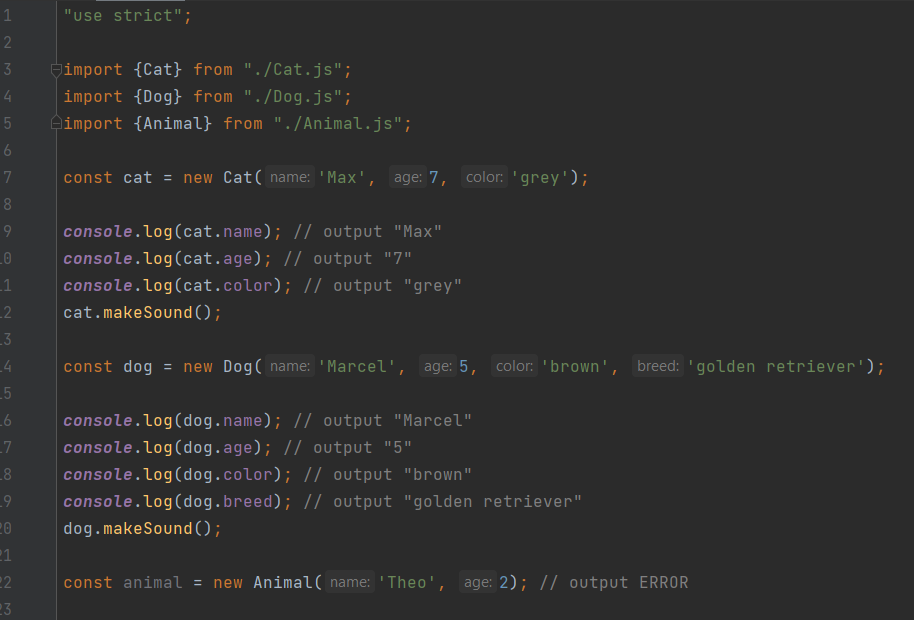 1 "use strict";
2
3 import {Cat} from "./Cat.js";
4 import {Dog} from "./Dog.js";
5 import {Animal} from "./Animal.js";
6
7 const cat = new Cat( name: 'Max', age: 7, color: 'grey');
8
9 console.log(cat.name); // output "Max"
10 console.log(cat.age); // output "7"
11 console.log(cat.color); // output "grey"
12 cat.makeSound();
13
14 const dog = new Dog( name: 'Marcel', age: 5, color: 'brown', breed: 'golden retriever');
15
16 console.log(dog.name); // output "Marcel"
17 console.log(dog.age); // output "5"
18 console.log(dog.color); // output "brown"
19 console.log(dog.breed); // output "golden retriever"
20 dog.makeSound();
21
22 const animal = new Animal( name: 'Theo', age: 2); // output ERROR
23